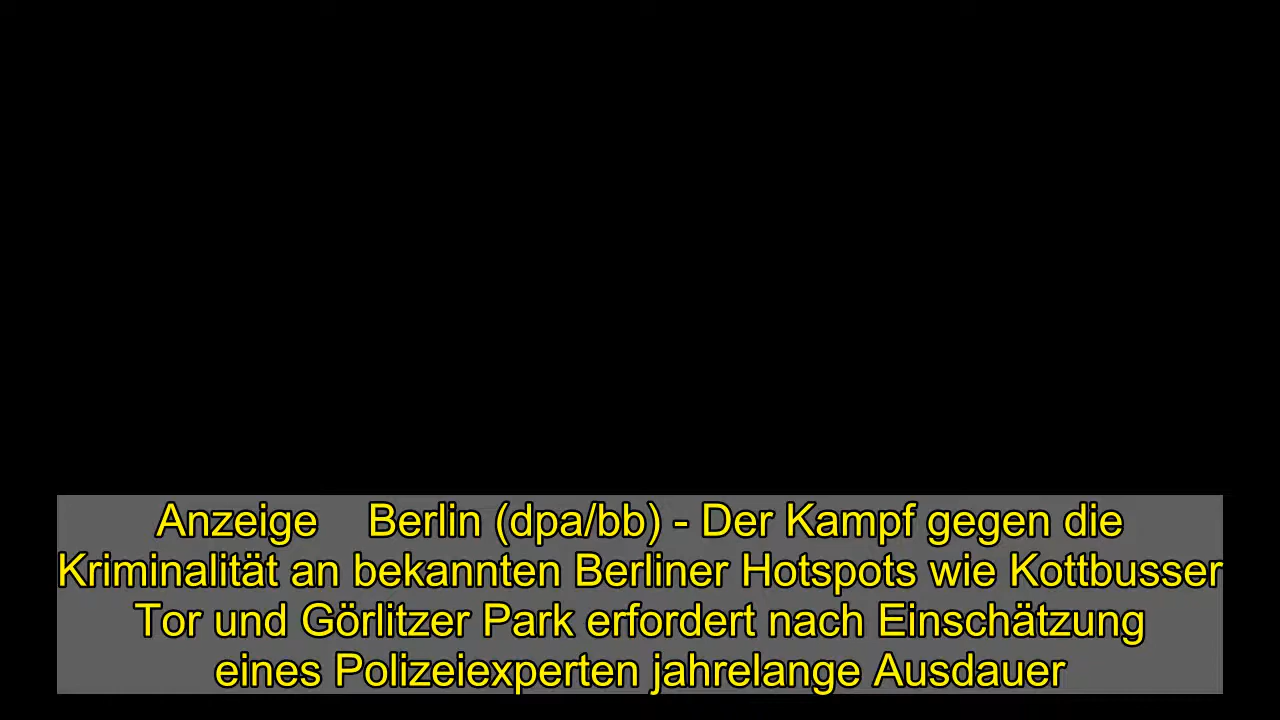 Anzeige    Berlin (dpa/bb) - Der Kampf gegen die
Kriminalität an bekannten Berliner Hotspots wie Kottbusser
Tor und Görlitzer Park erfordert nach Einschätzung
eines Polizeiexperten jahrelange Ausdauer